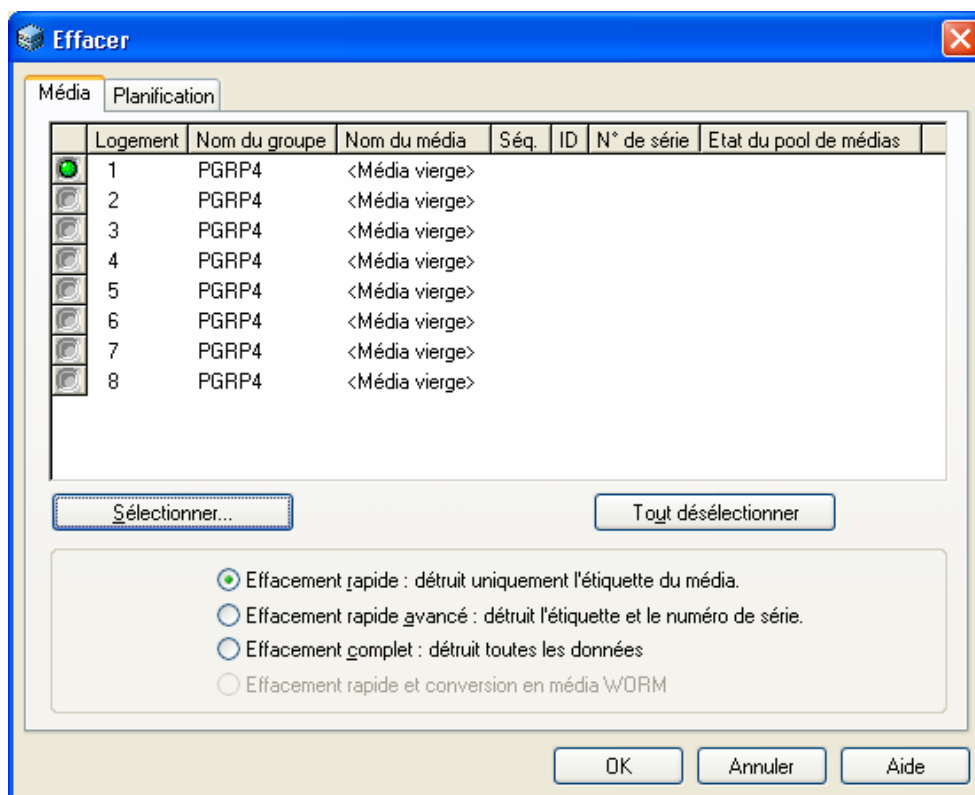 Effacer
Média Planification
Logement Nom du groupe Nom du média Séq. ID N° de série Etat du pool de médias
1 PGRP4 <Média vierge>
2 PGRP4 <Média vierge>
3 PGRP4 <Média vierge>
4 PGRP4 <Média vierge>
5 PGRP4 <Média vierge>
6 PGRP4 <Média vierge>
7 PGRP4 <Média vierge>
8 PGRP4 <Média vierge>
Sélectionner... Tout désélectionner
Effacement rapide : détruit uniquement l'étiquette du média.
Effacement rapide avancé : détruit l'étiquette et le numéro de série.
Effacement complet : détruit toutes les données
Effacement rapide et conversion en média WORM
OK Annuler Aide